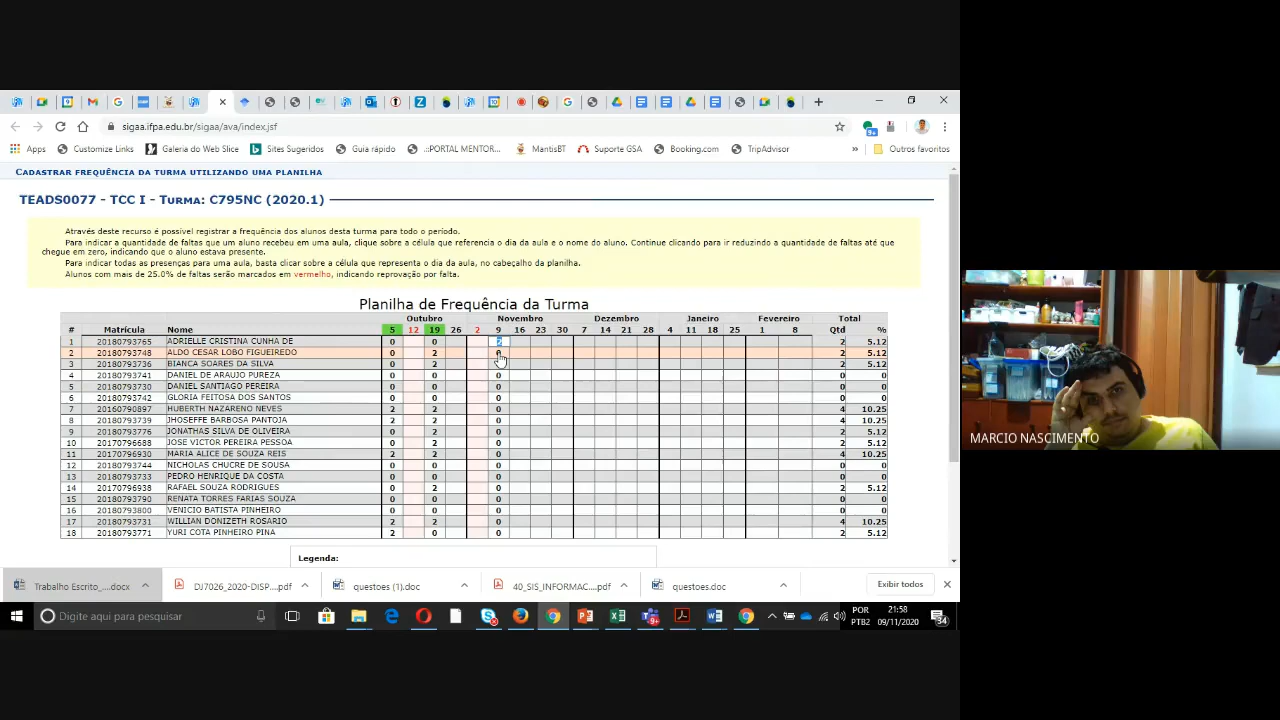 sigaa.ifpa.edu.br/sigaa/ava/index.jsf
Apps Customize Links Galeria do Web Slice Sites Sugeridos Guia rápido .::PORTAL MENTOR... MantisBT Suporte GSA Booking.com TripAdvisor » Outros favoritos
CADASTRAR FREQUÊNCIA DA TURMA UTILIZANDO UMA PLANILHA
TEADS0077 - TCC I - TURMA: C795NC (2020.1)
Através deste recurso é possível registrar a frequência dos alunos desta turma para todo o período.
Para indicar a quantidade de faltas que um aluno recebeu em uma aula, clique sobre a célula que referencia o dia da aula e o nome do aluno. Continue clicando para ir reduzindo a quantidade de faltas até que
chegue em zero, indicando que o aluno estava presente.
Para indicar todas as presenças para uma aula, basta clicar sobre a célula que representa o dia da aula, no cabeçalho da planilha.
Alunos com mais de 25.0% de faltas serão marcados em vermelho, indicando reprovação por falta.
Planilha de Frequência da Turma
Outubro Novembro Dezembro Janeiro Fevereiro Total
# Matrícula Nome 5 12 19 26 2 9 16 23 30 7 14 21 28 4 11 18 25 1 8 Qtd %
1 20180793765 ADRIELLE CRISTINA CUNHA DE 0 0 2 2 5.12
2 20180793748 ALDO CESAR LOBO FIGUEIREDO 0 2 2 5.12
3 20180793736 BIANCA SOARES DA SILVA 0 2 0 2 5.12
4 20180793741 DANIEL DE ARAUJO PUREZA 0 0 0 0 0
5 20180793730 DANIEL SANTIAGO PEREIRA 0 0 0 0 0
6 20180793742 GLORIA FEITOSA DOS SANTOS 0 0 0 0 0
7 20160790897 HUBERTH NAZARENO NEVES 2 2 0 4 10.25
8 20180793739 JHOSEFFE BARBOSA PANTOJA 2 2 0 4 10.25
9 20180793776 JONATHAS SILVA DE OLIVEIRA 0 2 0 2 5.12
10 20170796688 JOSE VICTOR PEREIRA PESSOA 0 2 0 2 5.12
11 20170796930 MARIA ALICE DE SOUZA REIS 2 2 0 4 10.25
12 20180793744 NICHOLAS CHUCRE DE SOUSA 0 0 0 0 0
13 20180793733 PEDRO HENRIQUE DA COSTA 0 0 0 0 0
14 20170796938 RAFAEL SOUZA RODRIGUES 0 2 0 2 5.12
15 20180793790 RENATA TORRES FARIAS SOUZA 0 0 0 0 0
16 20180793800 VENICIO BATISTA PINHEIRO 0 0 0 0 0
17 20180793731 WILLIAN DONIZETH ROSARIO 2 2 0 4 10.25
18 20180793771 YURI COTA PINHEIRO PINA 2 0 0 2 5.12
Legenda:
Trabalho Escrito_....docx DJ7026_2020-DISP....pdf questoes (1).doc 40_SIS_INFORMAC....pdf questoes.doc Exibir todos
Digite aqui para pesquisar
POR
PTB2
21:58
09/11/2020
34
MARCIO NASCIMENTO